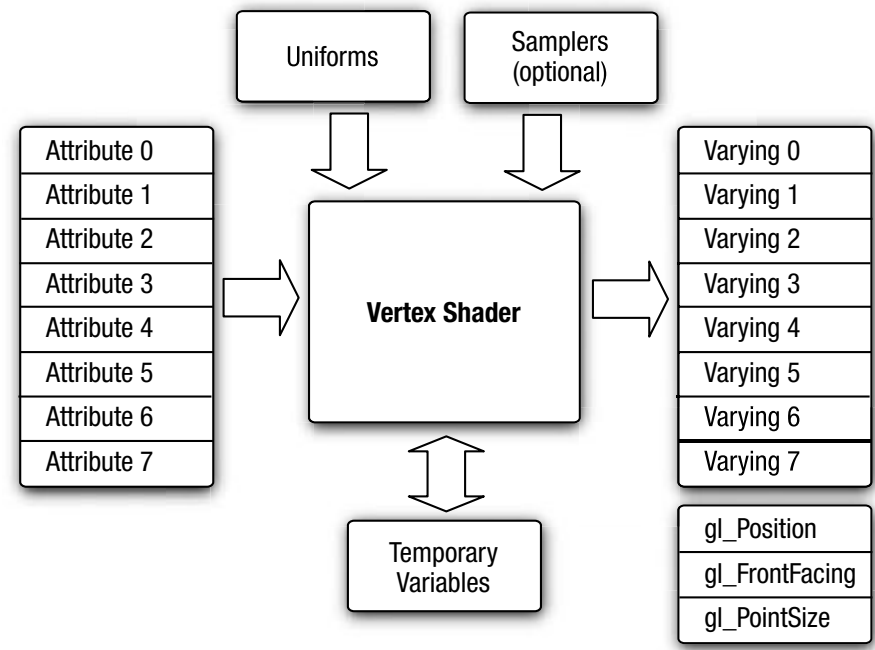 Uniforms
Samplers
(optional)
Attribute 0
Attribute 1
Attribute 2
Attribute 3
Attribute 4
Attribute 5
Attribute 6
Attribute 7
Vertex Shader
Varying 0
Varying 1
Varying 2
Varying 3
Varying 4
Varying 5
Varying 6
Varying 7
Temporary
Variables
gl_Position
gl_FrontFacing
gl_PointSize